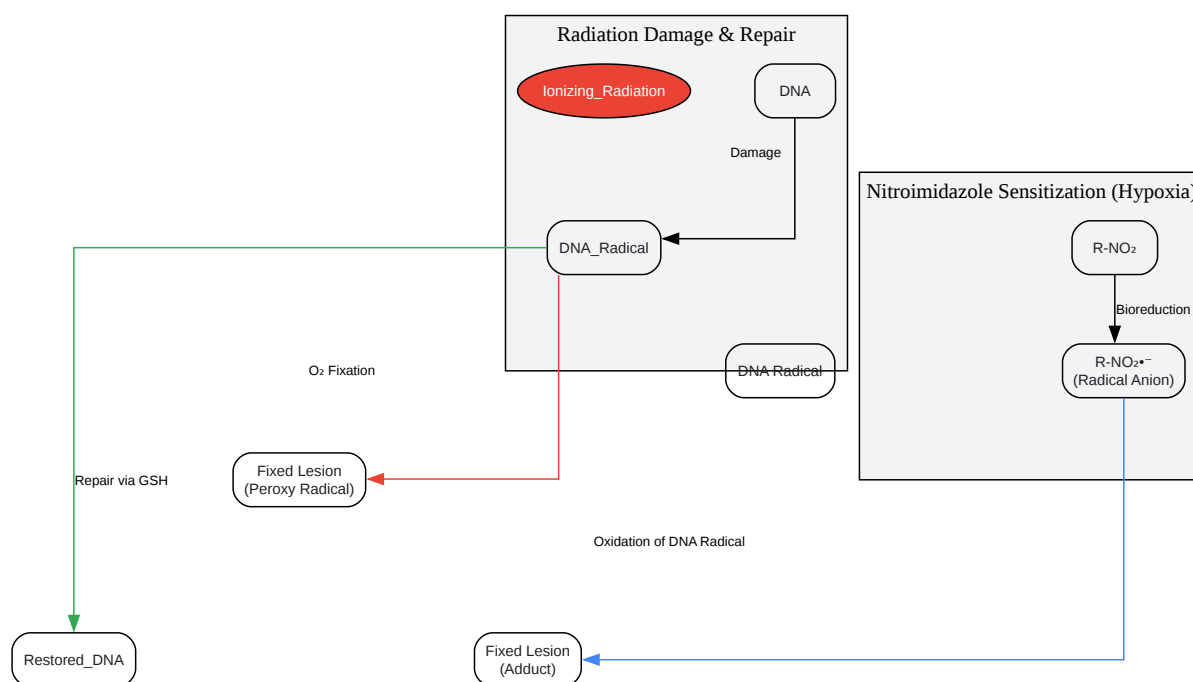 Radiation Damage & Repair
Ionizing_Radiation
DNA
Damage
Nitroimidazole Sensitization (Hypoxia)
DNA_Radical
R-NO₂
Bioreduction
O₂ Fixation
DNA Radical
R-NO₂•⁻
(Radical Anion)
Fixed Lesion
(Peroxy Radical)
Repair via GSH
Oxidation of DNA Radical
Restored_DNA
Fixed Lesion
(Adduct)